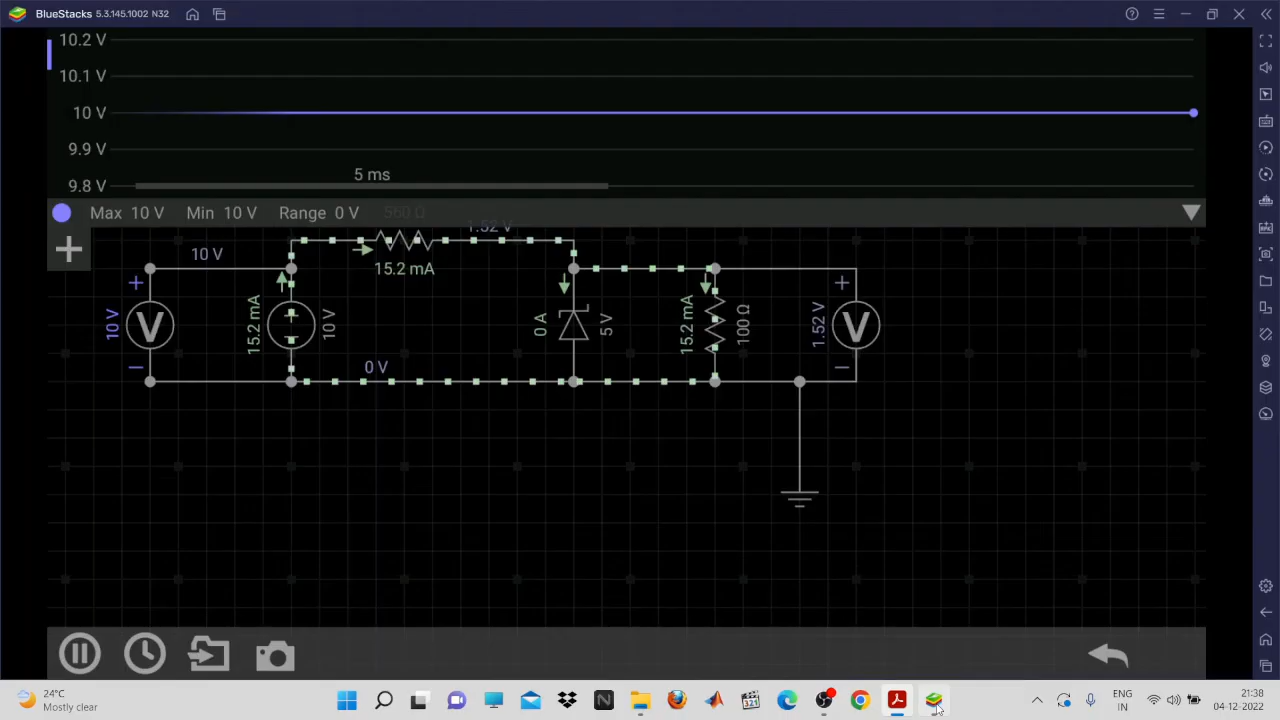 BlueStacks 5.3.145.1002 N32
10.2 V
10.1 V
10 V
9.9 V
9.8 V
5 ms
Max 10 V Min 10 V Range 0 V 560 Ω
1.52 V
10 V
15.2 mA
10 V
V
15.2 mA
10 V
0 A
5 V
15.2 mA
100 Ω
1.52 V
V
0 V
24°C
Mostly clear
321
ENG
IN
21:38
04-12-2022